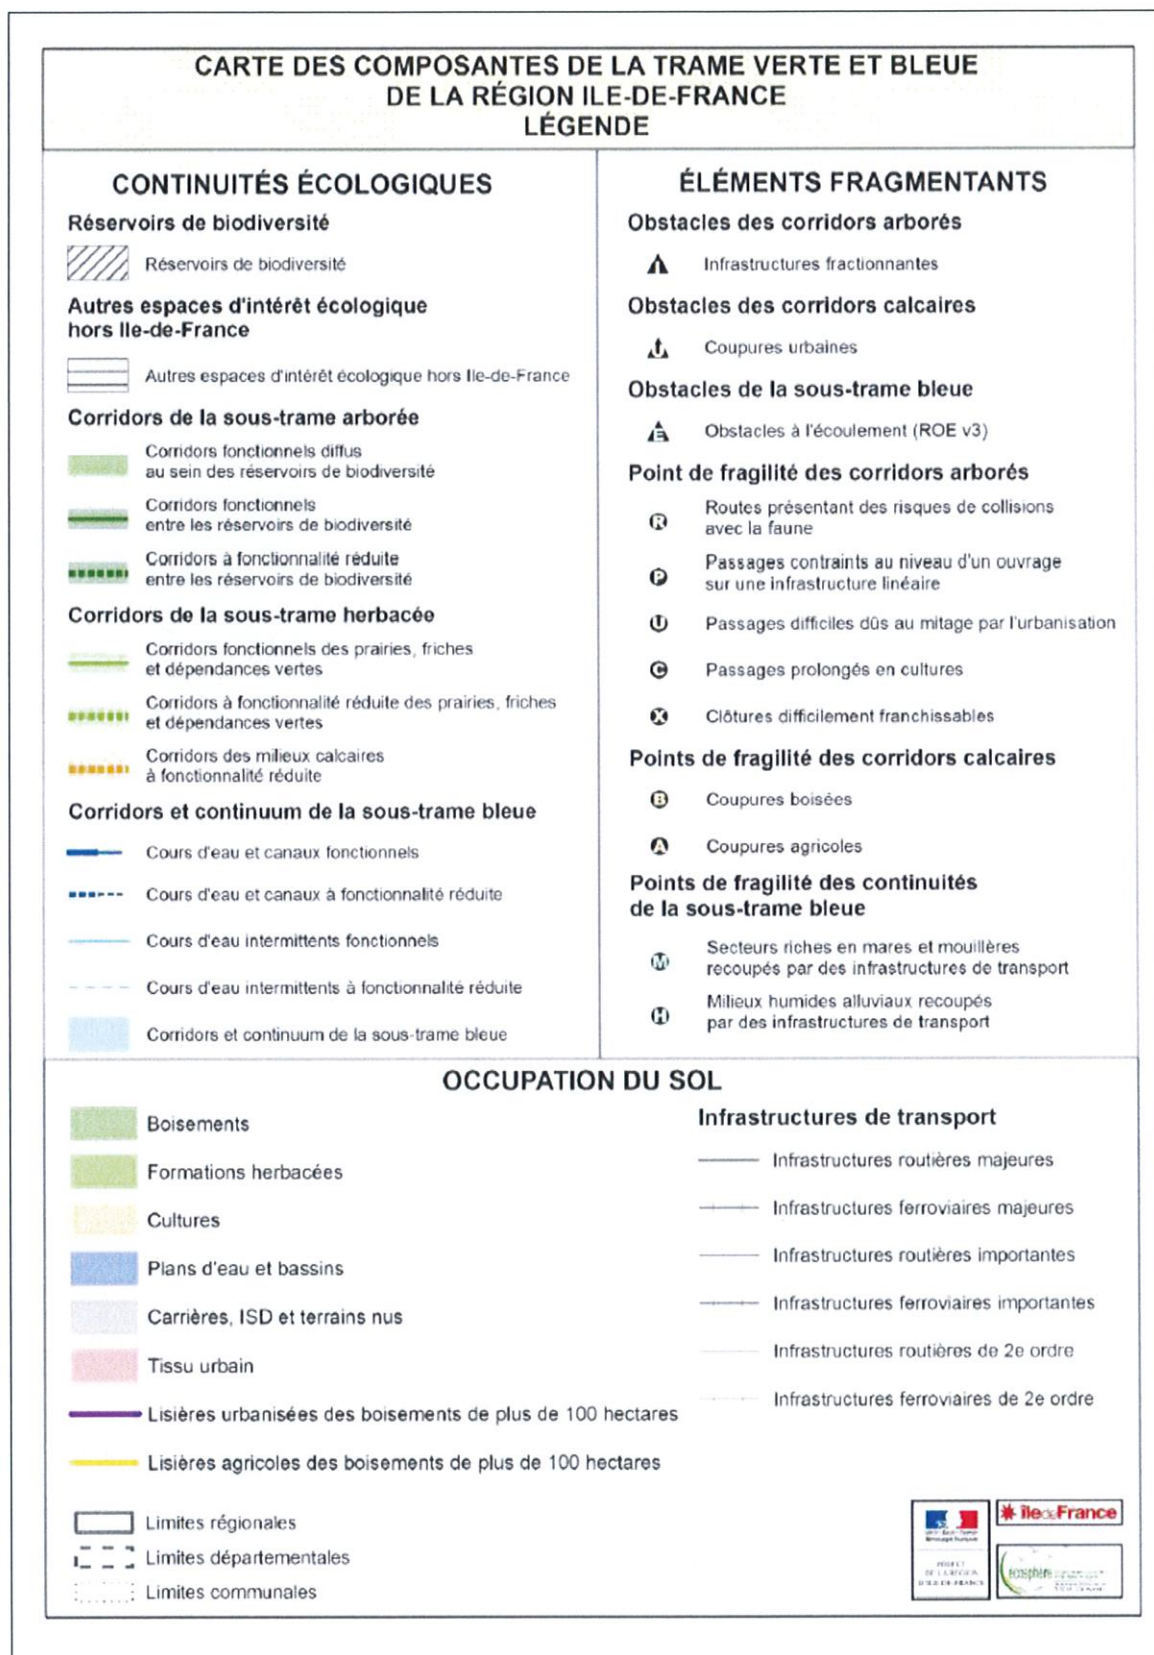 CARTE DES COMPOSANTES DE LA TRAME VERTE ET BLEUE
DE LA RÉGION ILE-DE-FRANCE
LÉGENDE
CONTINUITÉS ÉCOLOGIQUES
Réservoirs de biodiversité
Réservoirs de biodiversité
Autres espaces d'intérêt écologique
hors Ile-de-France
Autres espaces d'intérêt écologique hors Ile-de-France
Corridors de la sous-trame arborée
Corridors fonctionnels diffus
au sein des réservoirs de biodiversité
Corridors fonctionnels
entre les réservoirs de biodiversité
Corridors à fonctionnalité réduite
entre les réservoirs de biodiversité
Corridors de la sous-trame herbacée
Corridors fonctionnels des prairies, friches
et dépendances vertes
Corridors à fonctionnalité réduite des prairies, friches
et dépendances vertes
Corridors des milieux calcaires
à fonctionnalité réduite
Corridors et continuum de la sous-trame bleue
Cours d'eau et canaux fonctionnels
Cours d'eau et canaux à fonctionnalité réduite
Cours d'eau intermittents fonctionnels
Cours d'eau intermittents à fonctionnalité réduite
Corridors et continuum de la sous-trame bleue
ÉLÉMENTS FRAGMENTANTS
Obstacles des corridors arborés
Infrastructures fractionnantes
Obstacles des corridors calcaires
Coupures urbaines
Obstacles de la sous-trame bleue
E Obstacles à l'écoulement (ROE v3)
Point de fragilité des corridors arborés
R Routes présentant des risques de collisions
avec la faune
P Passages contraints au niveau d'un ouvrage
sur une infrastructure linéaire
U Passages difficiles dûs au mitage par l'urbanisation
C Passages prolongés en cultures
X Clôtures difficilement franchissables
Points de fragilité des corridors calcaires
B Coupures boisées
A Coupures agricoles
Points de fragilité des continuités
de la sous-trame bleue
M Secteurs riches en mares et mouillères
recoupés par des infrastructures de transport
H Milieux humides alluviaux recoupés
par des infrastructures de transport
OCCUPATION DU SOL
Boisements
Formations herbacées
Cultures
Plans d'eau et bassins
Carrières, ISD et terrains nus
Tissu urbain
Lisières urbanisées des boisements de plus de 100 hectares
Lisières agricoles des boisements de plus de 100 hectares
Limites régionales
Limites départementales
Limites communales
Infrastructures de transport
Infrastructures routières majeures
Infrastructures ferroviaires majeures
Infrastructures routières importantes
Infrastructures ferroviaires importantes
Infrastructures routières de 2e ordre
Infrastructures ferroviaires de 2e ordre
PRÉFET
DE LA RÉGION
D'ILE-DE-FRANCE
île de France
écosphère